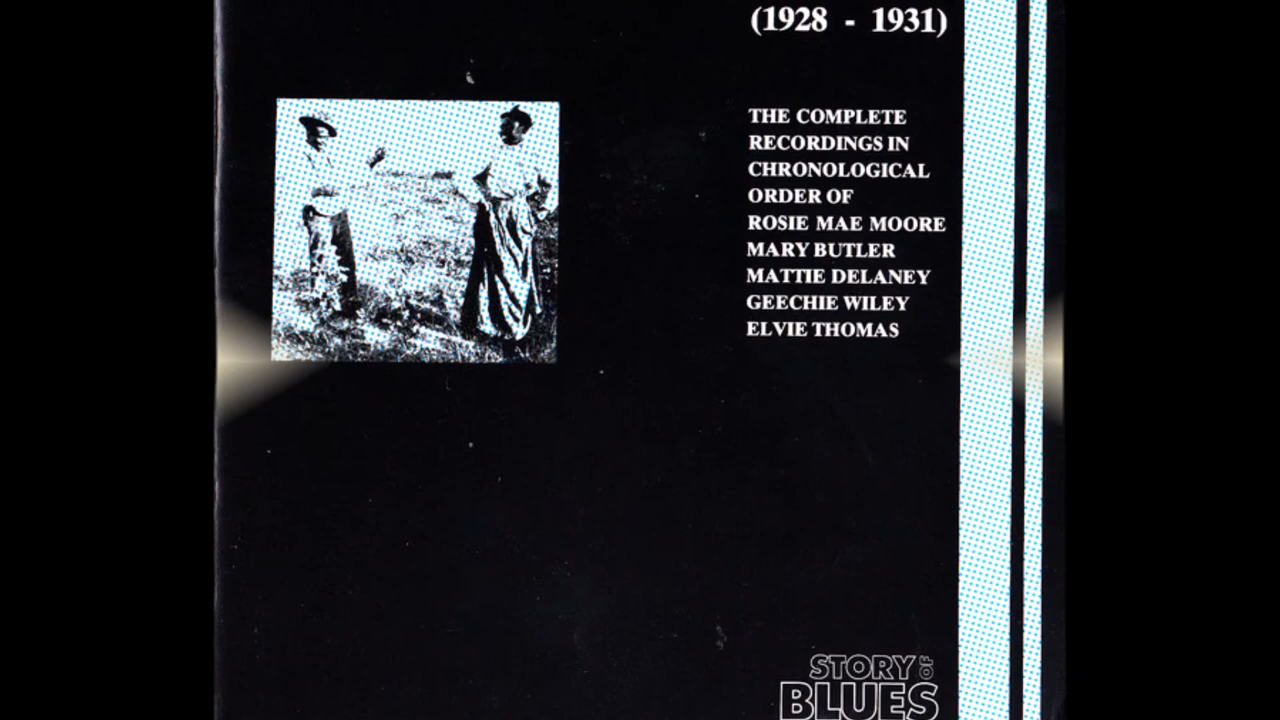 (1928 - 1931)
THE COMPLETE
RECORDINGS IN
CHRONOLOGICAL
ORDER OF
ROSIE MAE MOORE
MARY BUTLER
MATTIE DELANEY
GEECHIE WILEY
ELVIE THOMAS
STORY OF
BLUES